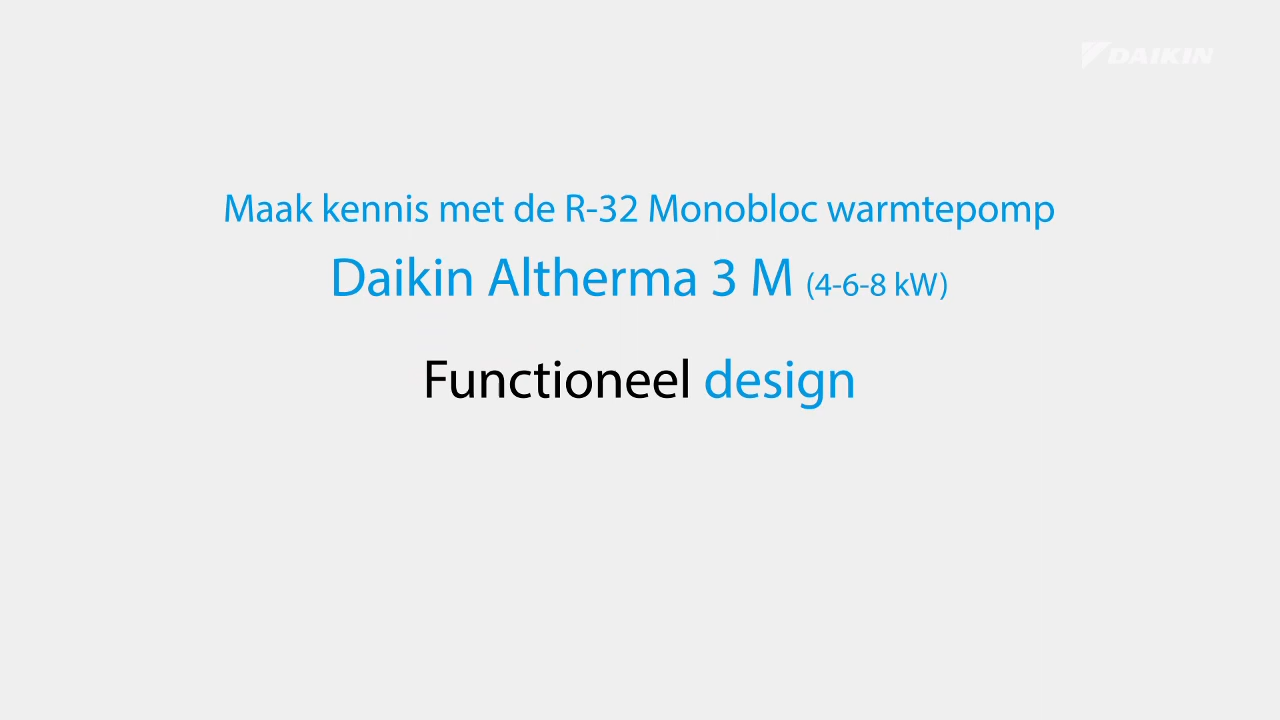 DAIKIN
Maak kennis met de R-32 Monobloc warmtepomp
Daikin Altherma 3 M (4-6-8 kW)
Functioneel design